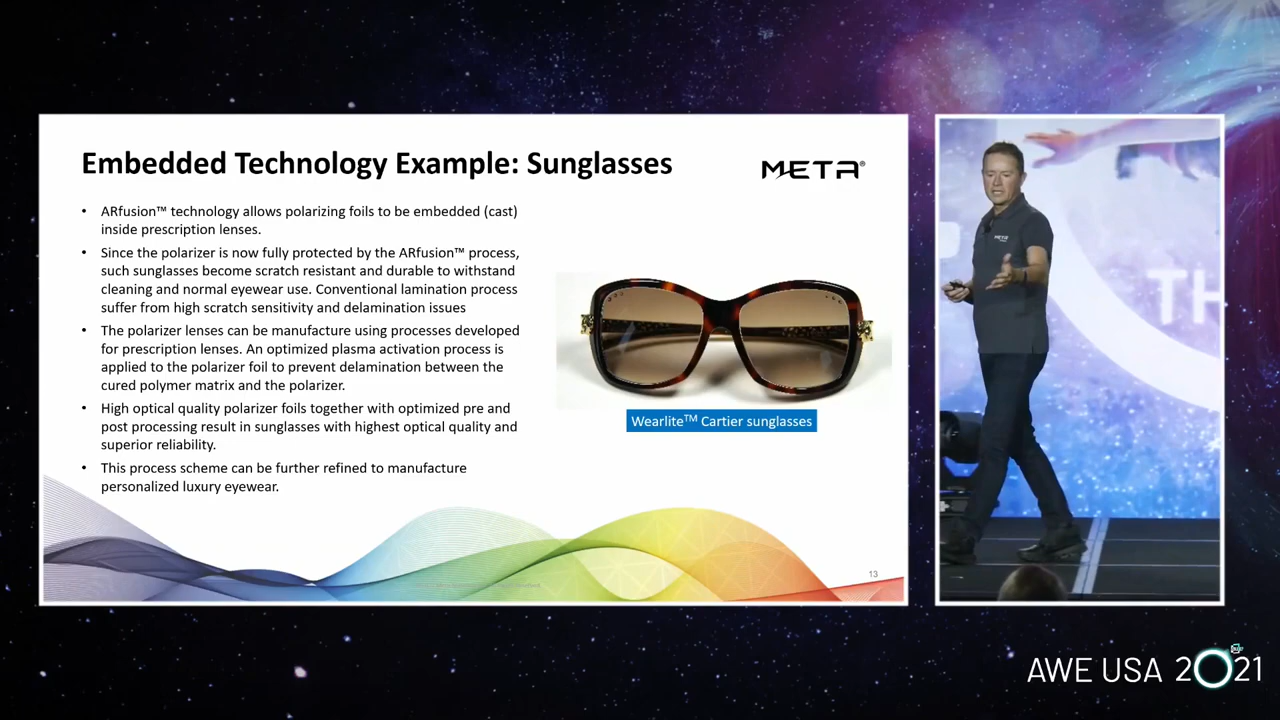 Embedded Technology Example: Sunglasses
META®
• ARfusion™ technology allows polarizing foils to be embedded (cast)
inside prescription lenses.
• Since the polarizer is now fully protected by the ARfusion™ process,
such sunglasses become scratch resistant and durable to withstand
cleaning and normal eyewear use. Conventional lamination process
suffer from high scratch sensitivity and delamination issues
• The polarizer lenses can be manufacture using processes developed
for prescription lenses. An optimized plasma activation process is
applied to the polarizer foil to prevent delamination between the
cured polymer matrix and the polarizer.
• High optical quality polarizer foils together with optimized pre and
post processing result in sunglasses with highest optical quality and
superior reliability.
• This process scheme can be further refined to manufacture
personalized luxury eyewear.
Wearlite™ Cartier sunglasses
13
META
TH
AWE USA 2021